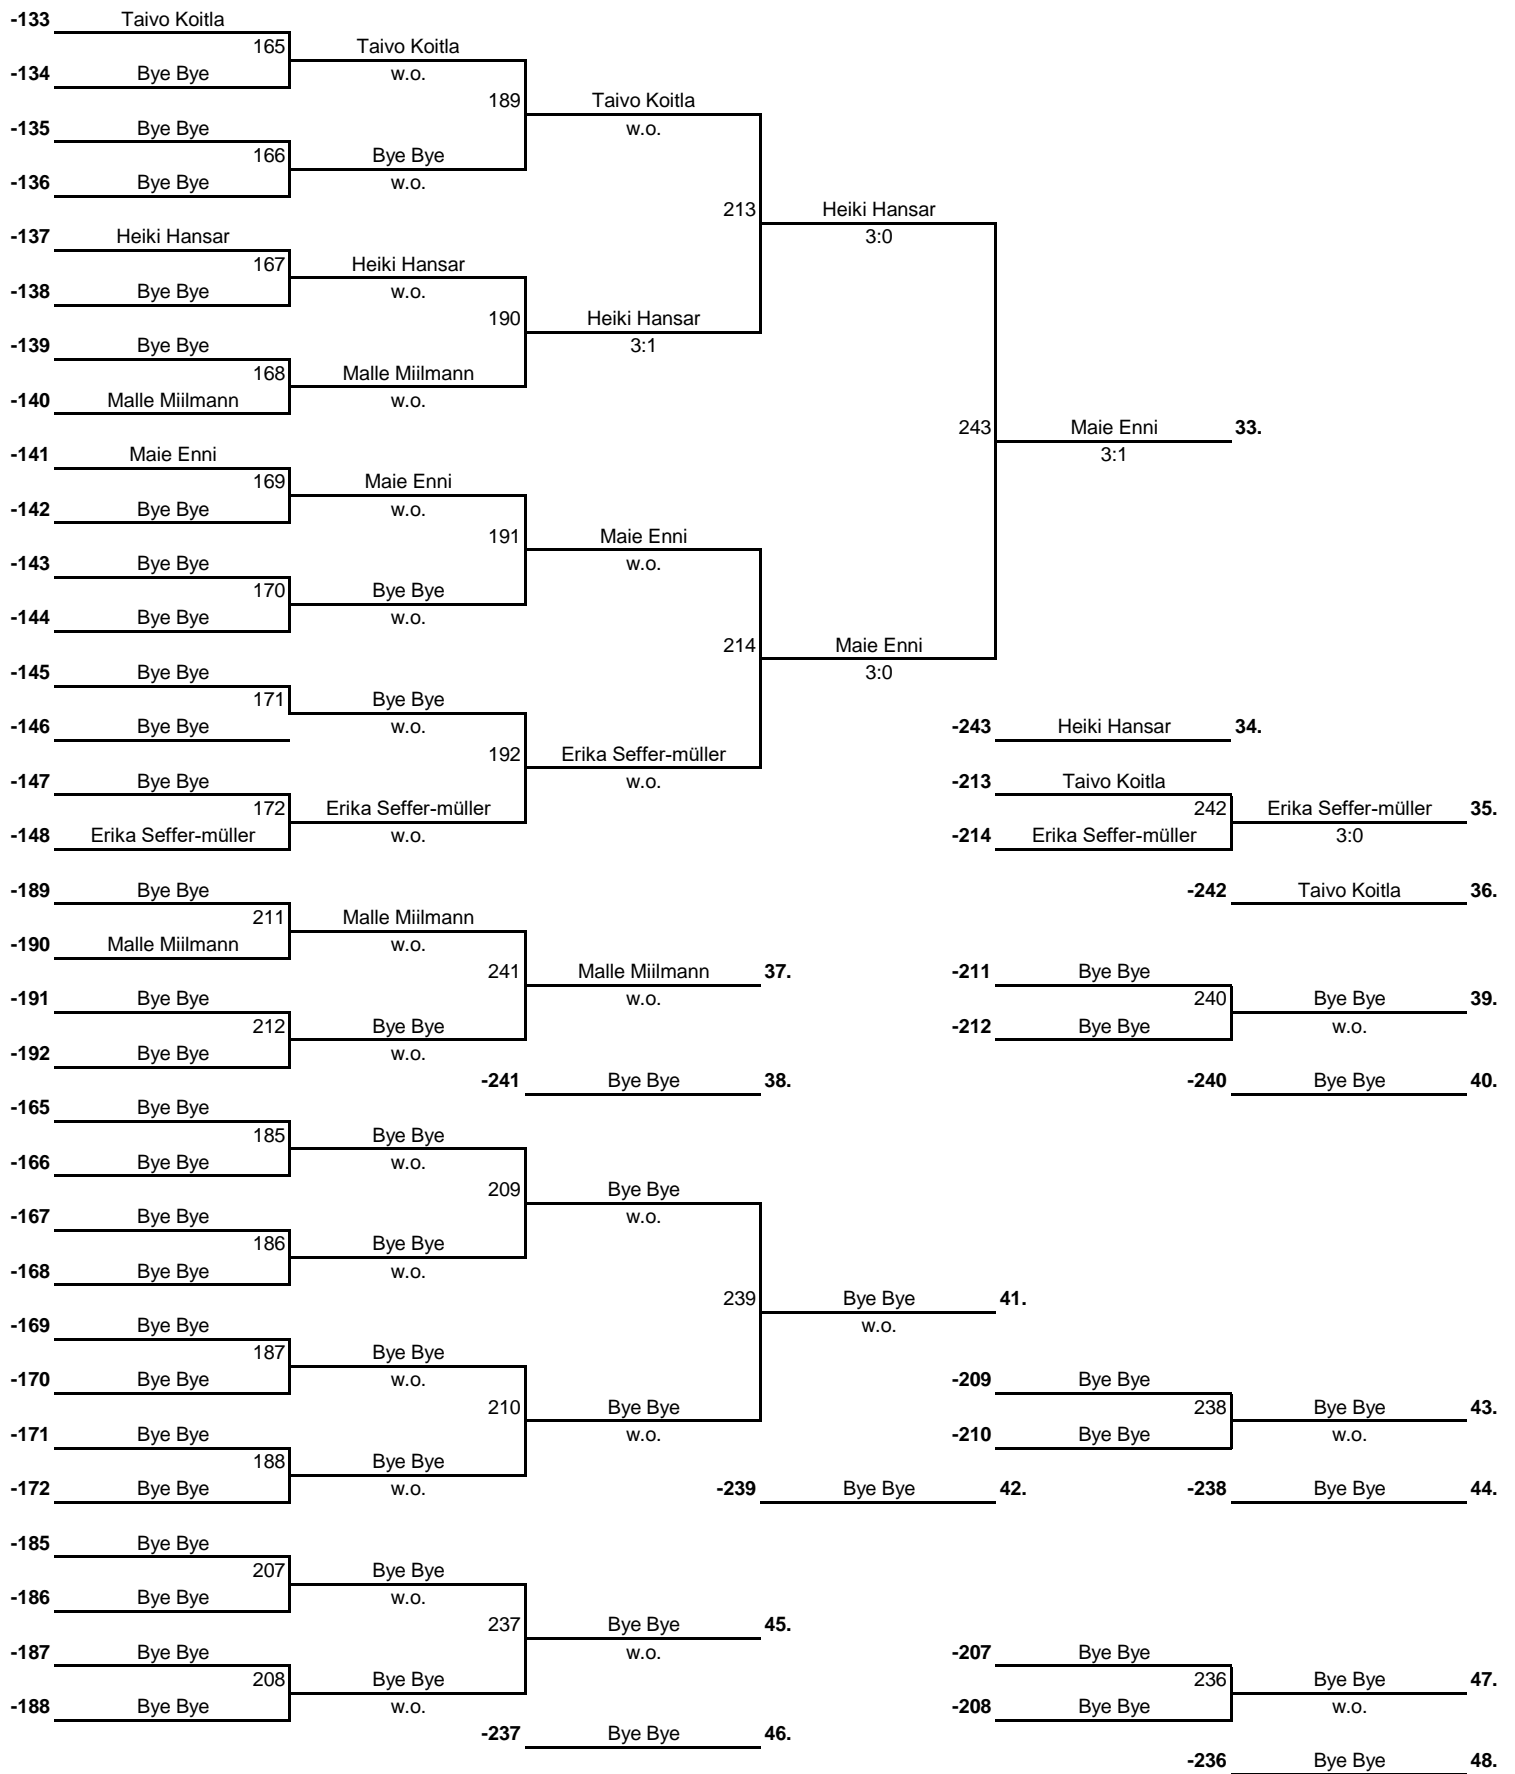 -133 Taivo Koitla
165 Taivo Koitla
-134 Bye Bye w.o.
189 Taivo Koitla
-135 Bye Bye w.o.
166 Bye Bye
-136 Bye Bye w.o.
213 Heiki Hansar
-137 Heiki Hansar 3:0
167 Heiki Hansar
-138 Bye Bye w.o.
190 Heiki Hansar
-139 Bye Bye 3:1
168 Malle Miilmann
-140 Malle Miilmann w.o.
243 Maie Enni 33.
-141 Maie Enni 3:1
169 Maie Enni
-142 Bye Bye w.o.
191 Maie Enni
-143 Bye Bye w.o.
170 Bye Bye
-144 Bye Bye w.o.
214 Maie Enni
-145 Bye Bye 3:0
171 Bye Bye
-146 Bye Bye w.o. -243 Heiki Hansar 34.
192 Erika Seffer-müller
-147 Bye Bye w.o. -213 Taivo Koitla
172 Erika Seffer-müller 242 Erika Seffer-müller 35.
-148 Erika Seffer-müller w.o. -214 Erika Seffer-müller 3:0
-189 Bye Bye -242 Taivo Koitla 36.
211 Malle Miilmann
-190 Malle Miilmann w.o.
241 Malle Miilmann 37. -211 Bye Bye
-191 Bye Bye w.o. 240 Bye Bye 39.
212 Bye Bye -212 Bye Bye w.o.
-192 Bye Bye w.o.
-241 Bye Bye 38. -240 Bye Bye 40.
-165 Bye Bye
185 Bye Bye
-166 Bye Bye w.o.
209 Bye Bye
-167 Bye Bye w.o.
186 Bye Bye
-168 Bye Bye w.o.
239 Bye Bye 41.
-169 Bye Bye w.o.
187 Bye Bye
-170 Bye Bye w.o. -209 Bye Bye
210 Bye Bye 238 Bye Bye 43.
-171 Bye Bye w.o. -210 Bye Bye w.o.
188 Bye Bye
-172 Bye Bye w.o. -239 Bye Bye 42. -238 Bye Bye 44.
-185 Bye Bye
207 Bye Bye
-186 Bye Bye w.o.
237 Bye Bye 45.
-187 Bye Bye w.o. -207 Bye Bye
208 Bye Bye 236 Bye Bye 47.
-188 Bye Bye w.o. -208 Bye Bye w.o.
-237 Bye Bye 46.
-236 Bye Bye 48.